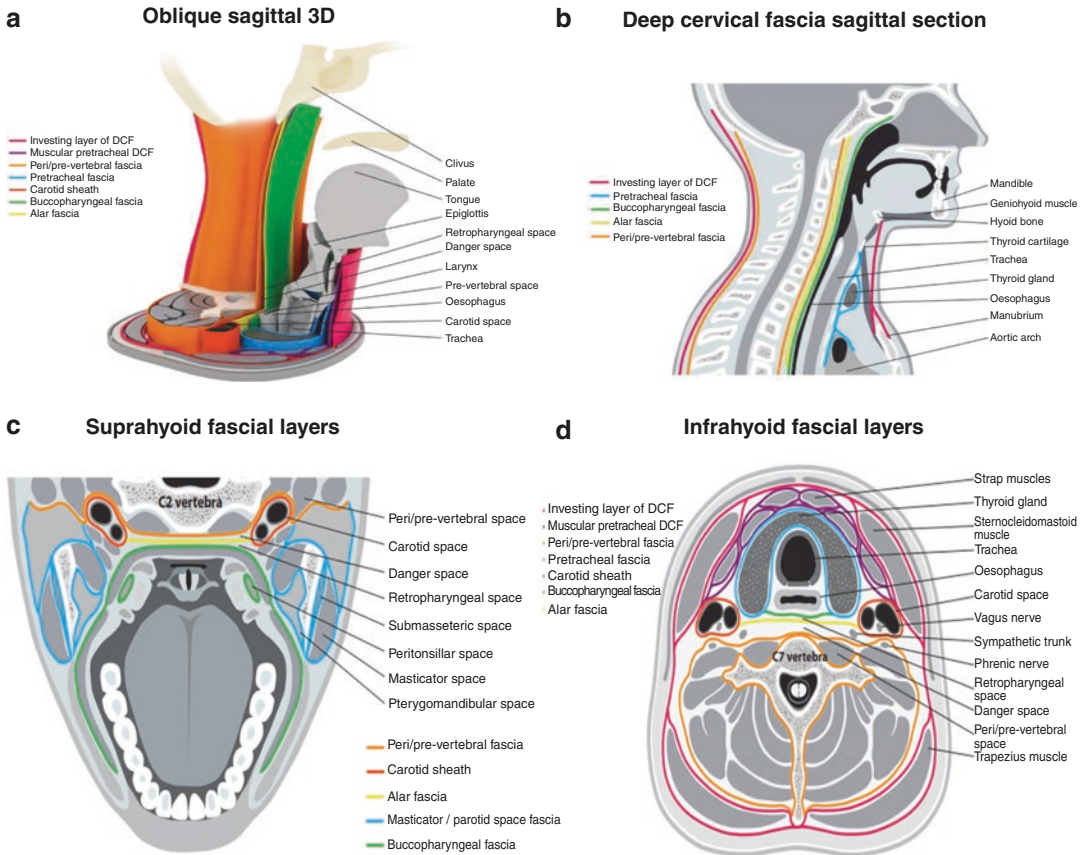 a
Oblique sagittal 3D
Investing layer of DCF
Muscular pretracheal DCF
Peri/pre-vertebral fascia
Pretracheal fascia
Carotid sheath
Buccopharyngeal fascia
Alar fascia
Clivus
Palate
Tongue
Epiglottis
Retropharyngeal space
Danger space
Larynx
Pre-vertebral space
Oesophagus
Carotid space
Trachea
b
Deep cervical fascia sagittal section
Investing layer of DCF
Pretracheal fascia
Buccopharyngeal fascia
Alar fascia
Peri/pre-vertebral fascia
Mandible
Geniohyoid muscle
Hyoid bone
Thyroid cartilage
Trachea
Thyroid gland
Oesophagus
Manubrium
Aortic arch
c
Suprahyoid fascial layers
C2 vertebra
Peri/pre-vertebral space
Carotid space
Danger space
Retropharyngeal space
Submasseteric space
Peritonsillar space
Masticator space
Pterygomandibular space
Peri/pre-vertebral fascia
Carotid sheath
Alar fascia
Masticator / parotid space fascia
Buccopharyngeal fascia
d
Infrahyoid fascial layers
Investing layer of DCF
Muscular pretracheal DCF
Peri/pre-vertebral fascia
Pretracheal fascia
Carotid sheath
Buccopharyngeal fascia
Alar fascia
C7 vertebra
Strap muscles
Thyroid gland
Sternocleidomastoid
muscle
Trachea
Oesophagus
Carotid space
Vagus nerve
Sympathetic trunk
Phrenic nerve
Retropharyngeal
space
Danger space
Peri/pre-vertebral
space
Trapezius muscle